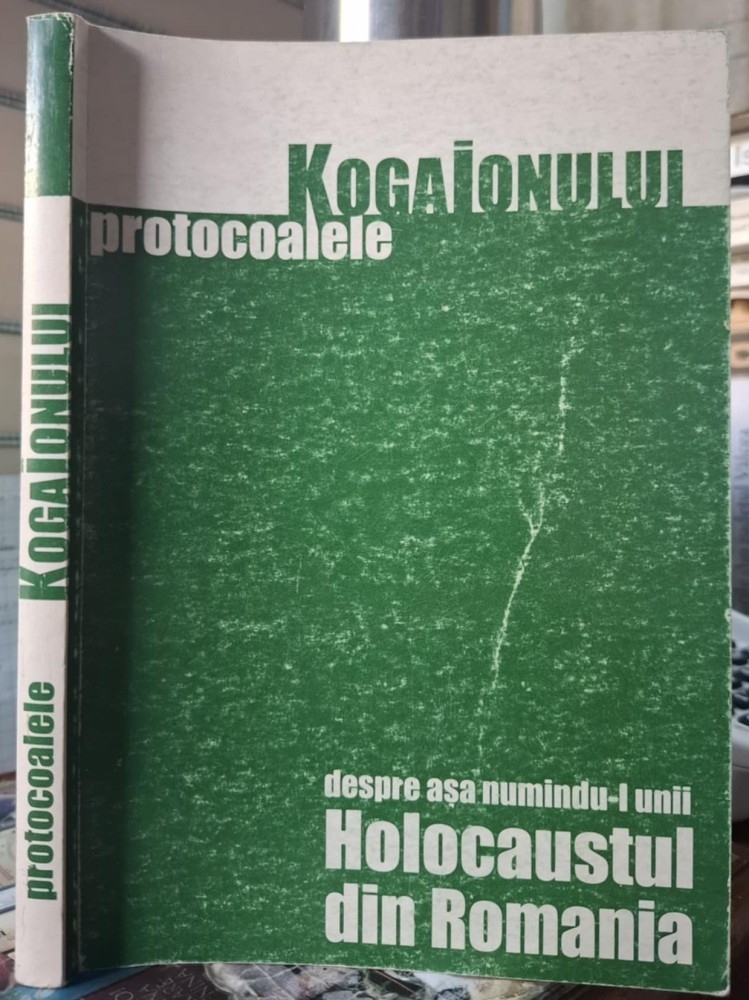 KOGAIONULUI
protocoalele
despre așa numindu-l unii
Holocaustul
din Romania
protocoalele KOGAIONULUI